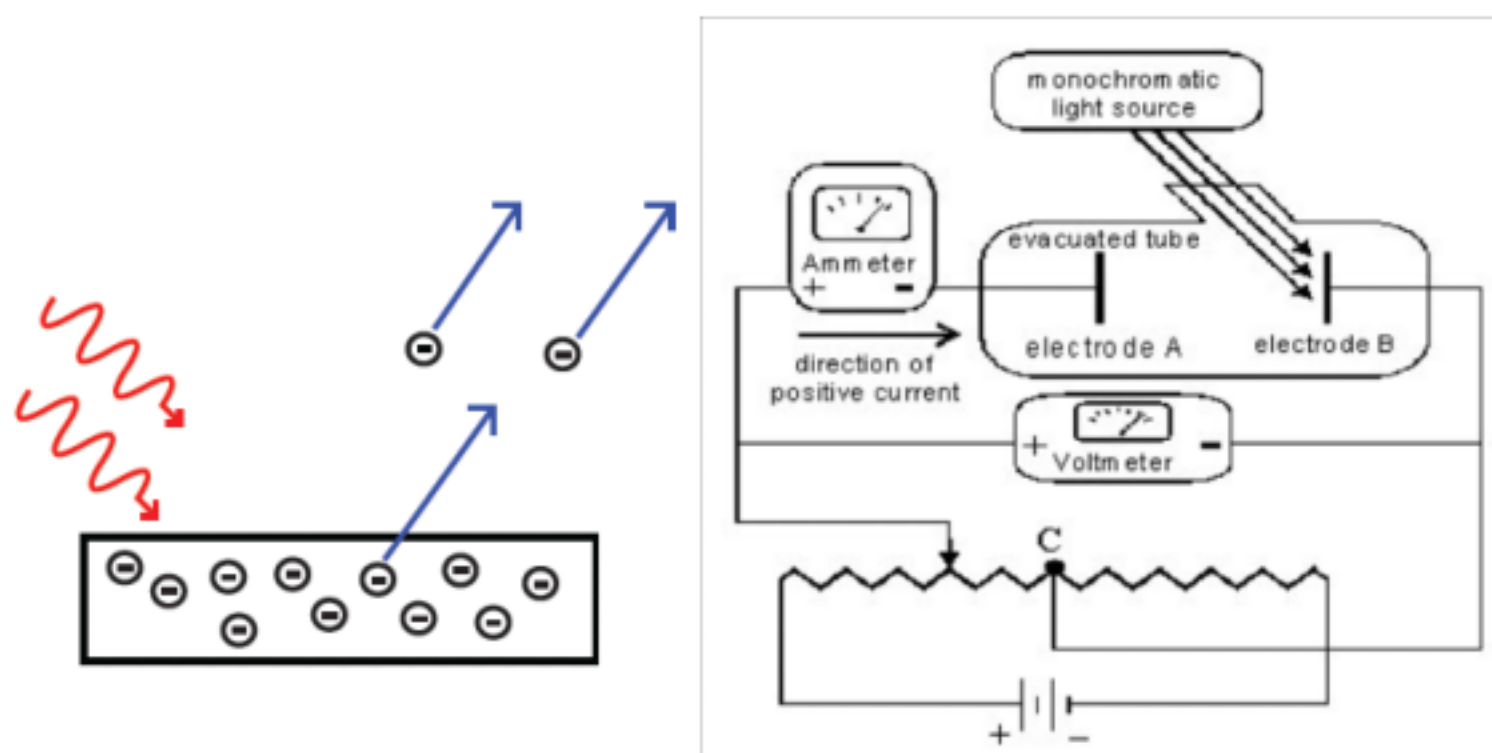 monochromatic
light source
evacuated tube
Ammeter
+ -
electrode A
electrode B
direction of
positive current
+ -
Voltmeter
C
+ -